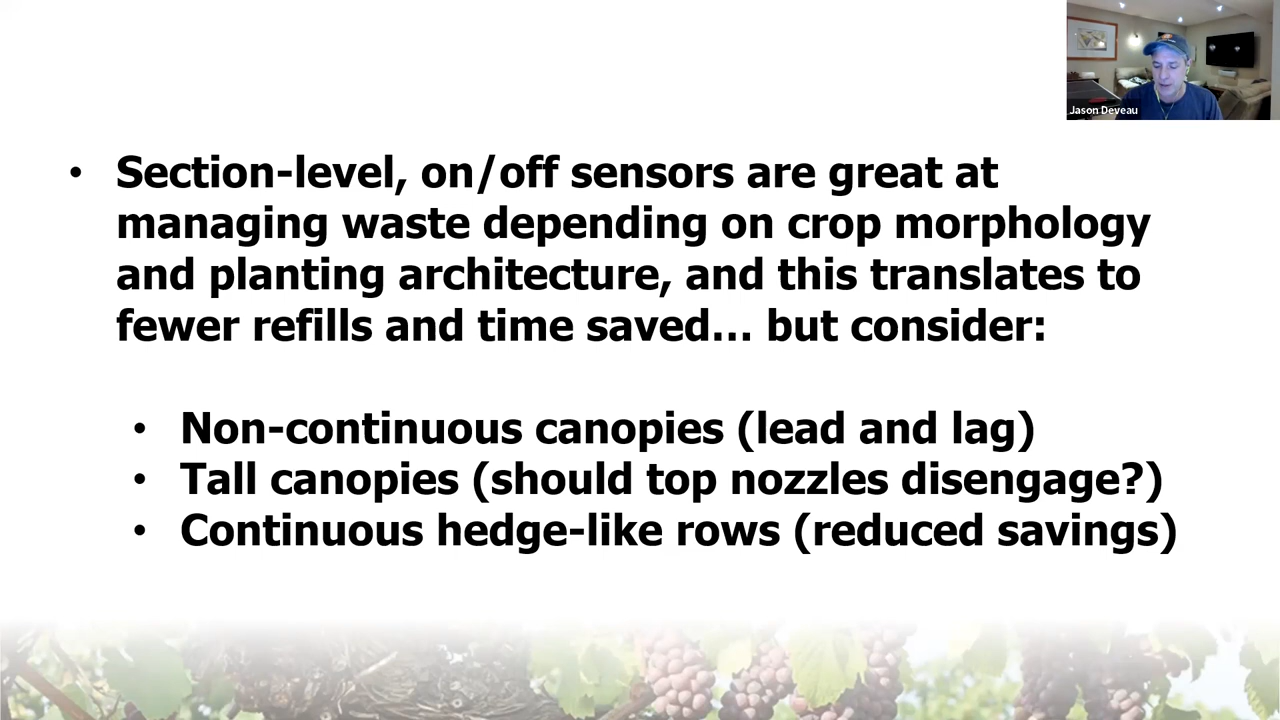 Jason Deveau
• Section-level, on/off sensors are great at
managing waste depending on crop morphology
and planting architecture, and this translates to
fewer refills and time saved... but consider:
• Non-continuous canopies (lead and lag)
• Tall canopies (should top nozzles disengage?)
• Continuous hedge-like rows (reduced savings)